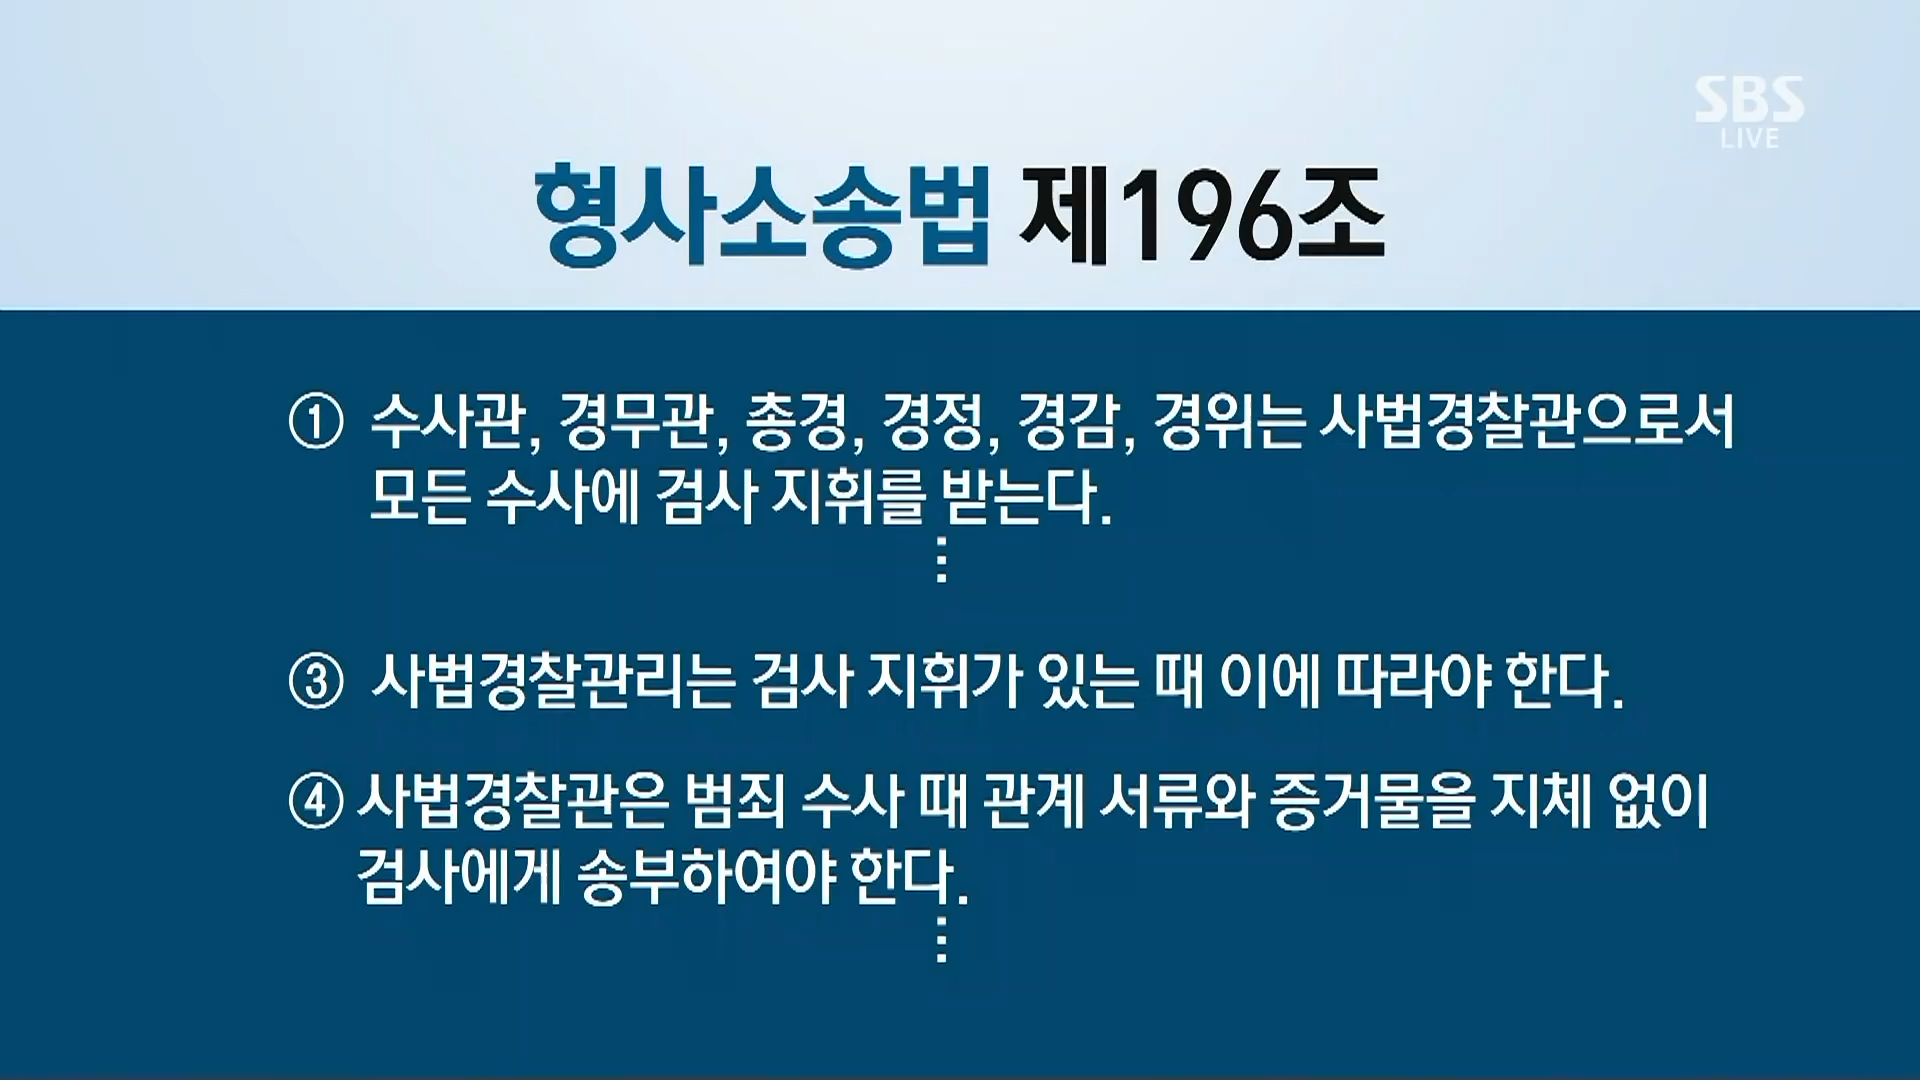 SBS
LIVE
형사소송법 제196조
① 수사관, 경무관, 총경, 경정, 경감, 경위는 사법경찰관으로서
모든 수사에 검사 지휘를 받는다.
⋮
③ 사법경찰관리는 검사 지휘가 있는 때 이에 따라야 한다.
④ 사법경찰관은 범죄 수사 때 관계 서류와 증거물을 지체 없이
검사에게 송부하여야 한다.
⋮